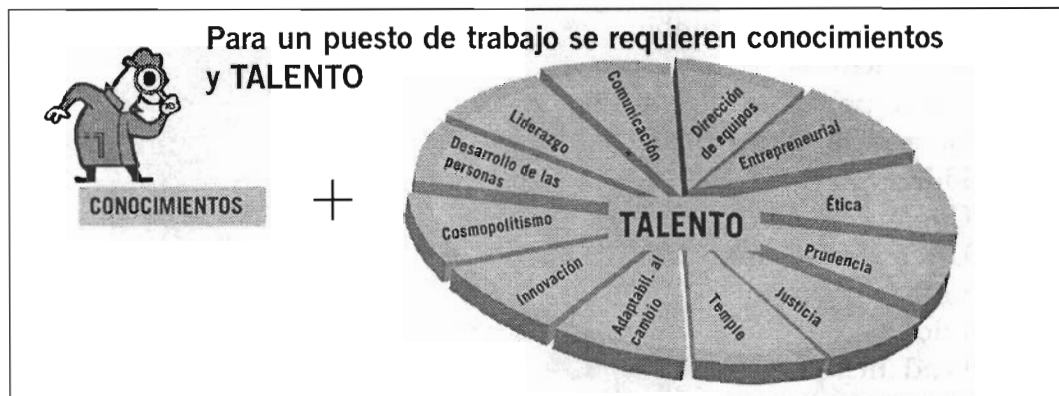 Para un puesto de trabajo se requieren conocimientos
y TALENTO
CONOCIMIENTOS
+
TALENTO
Comunicación
Dirección
de equipos
Entrepreneurial
Ética
Prudencia
Justicia
Temple
Adaptabil. al
cambio
Innovación
Cosmopolitismo
Desarrollo de las
personas
Liderazgo